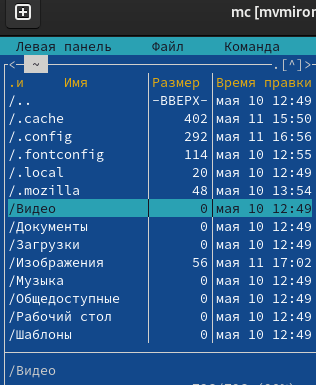 mc [mvmiron
Левая панель Файл Команда
<─ ~ .[^]>
.и Имя Размер Время правки
/.. -ВВЕРХ- мая 10 12:49
/.cache 402 мая 11 15:50
/.config 292 мая 11 16:56
/.fontconfig 114 мая 10 12:55
/.local 20 мая 10 12:49
/.mozilla 48 мая 10 13:54
/Видео 0 мая 10 12:49
/Документы 0 мая 10 12:49
/Загрузки 0 мая 10 12:49
/Изображения 56 мая 11 17:02
/Музыка 0 мая 10 12:49
/Общедоступные 0 мая 10 12:49
/Рабочий стол 0 мая 10 12:49
/Шаблоны 0 мая 10 12:49
/Видео